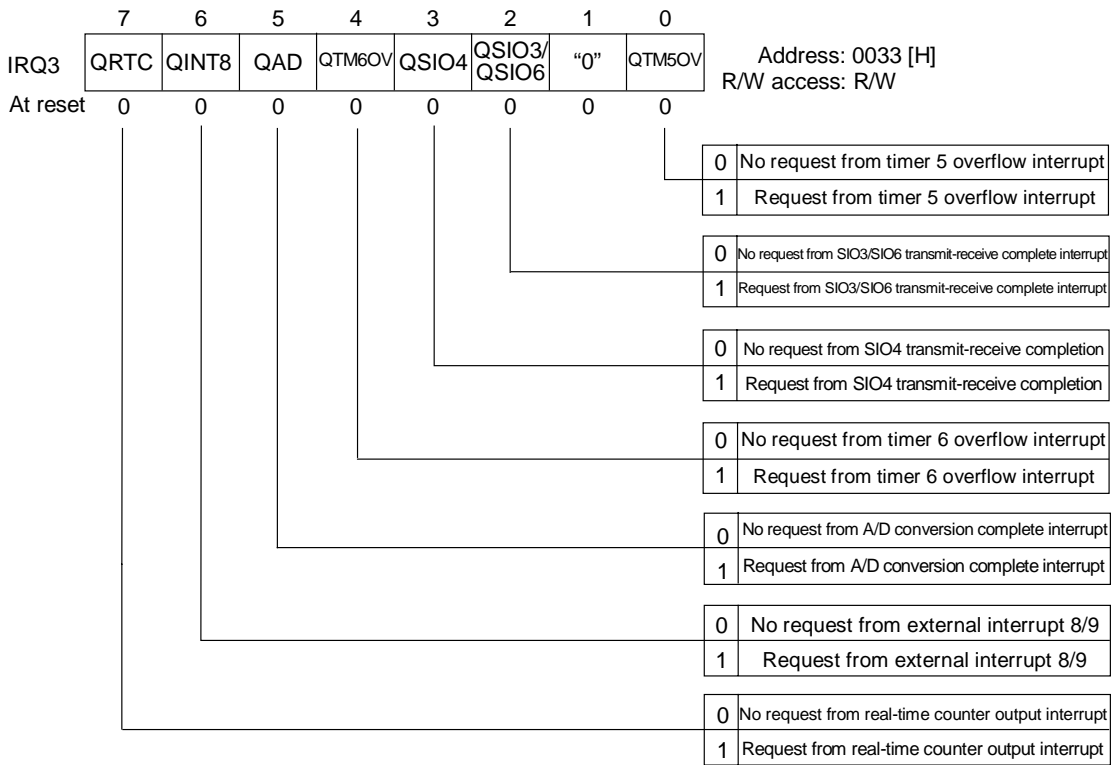 7 6 5 4 3 2 1 0
IRQ3 QRTC QINT8 QAD QTM6OV QSIO4 QSIO3/QSIO6 “0” QTM5OV
Address: 0033 [H]
R/W access: R/W
At reset 0 0 0 0 0 0 0 0
0 No request from timer 5 overflow interrupt
1 Request from timer 5 overflow interrupt
0 No request from SIO3/SIO6 transmit-receive complete interrupt
1 Request from SIO3/SIO6 transmit-receive complete interrupt
0 No request from SIO4 transmit-receive completion
1 Request from SIO4 transmit-receive completion
0 No request from timer 6 overflow interrupt
1 Request from timer 6 overflow interrupt
0 No request from A/D conversion complete interrupt
1 Request from A/D conversion complete interrupt
0 No request from external interrupt 8/9
1 Request from external interrupt 8/9
0 No request from real-time counter output interrupt
1 Request from real-time counter output interrupt